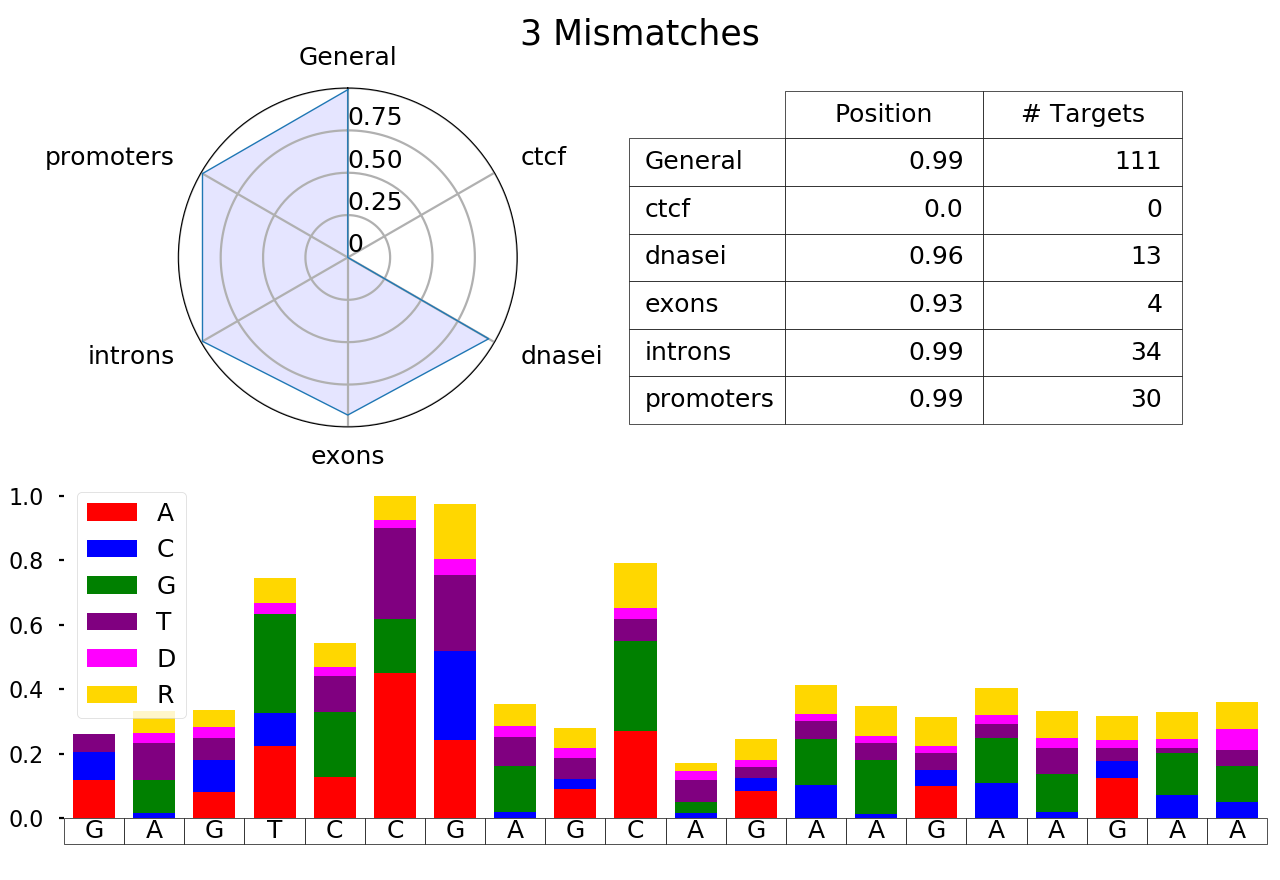 3 Mismatches
General
promoters
ctcf
introns
dnasei
exons
0.75
0.50
0.25
0
Position # Targets
General 0.99 111
ctcf 0.0 0
dnasei 0.96 13
exons 0.93 4
introns 0.99 34
promoters 0.99 30
1.0
0.8
0.6
0.4
0.2
0.0
A
C
G
T
D
R
G A G T C C G A G C A G A A G A A G A A